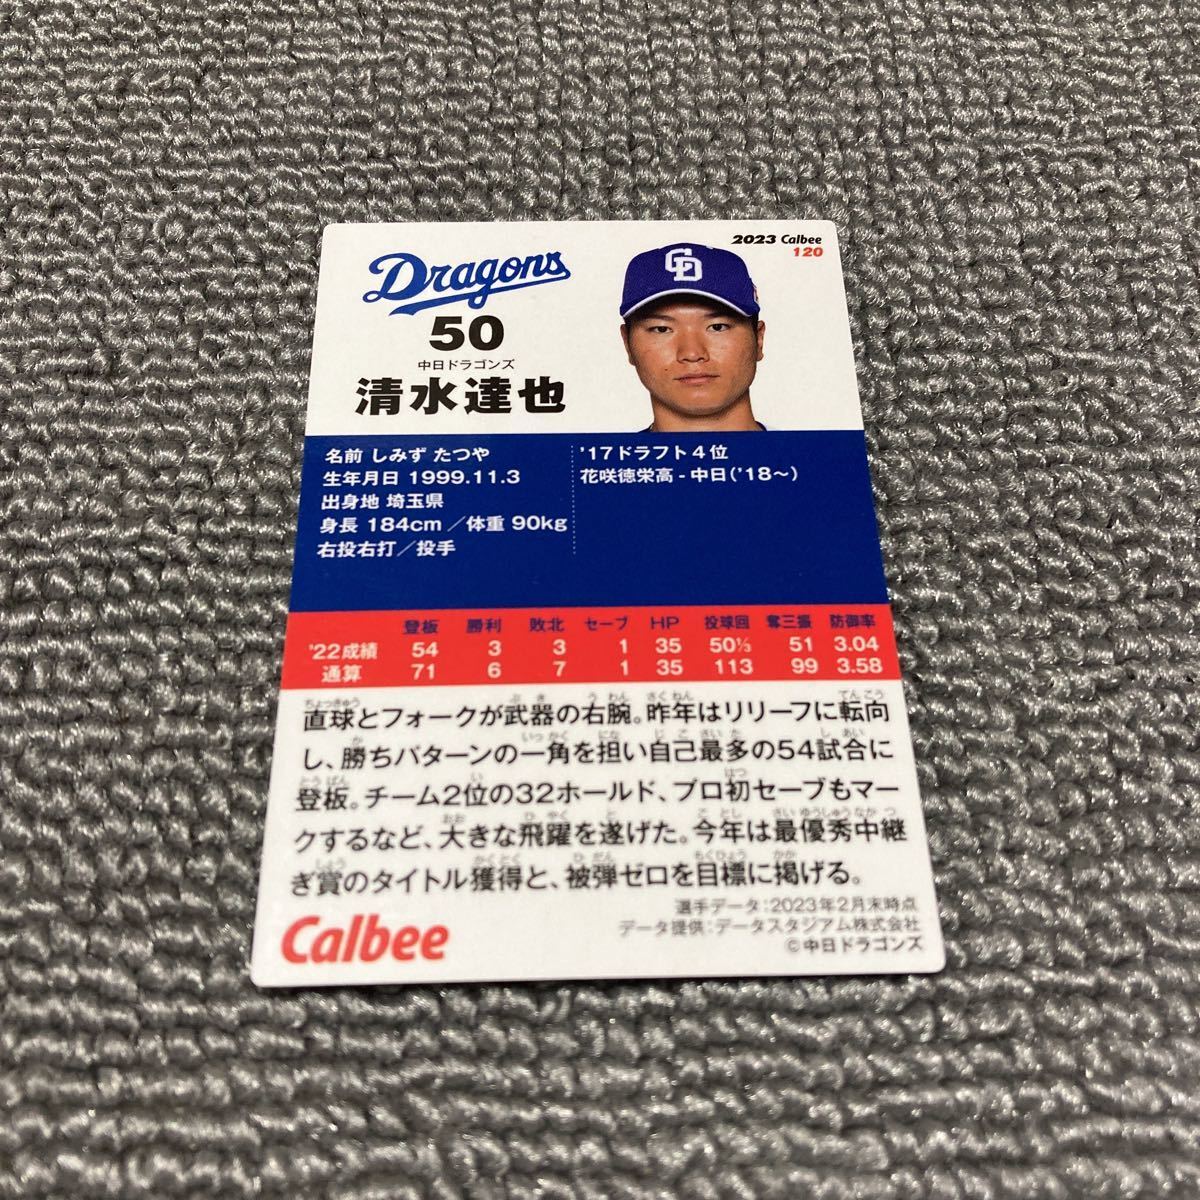 2023 Calbee
120
Dragons
50
中日ドラゴンズ
清水達也
名前 しみず たつや
生年月日 1999.11.3
出身地 埼玉県
身長 184cm ／体重 90kg
右投右打／投手
'17ドラフト4位
花咲徳栄高 - 中日('18〜)
登板 勝利 敗北 セーブ HP 投球回 奪三振 防御率
'22成績 54 3 3 1 35 50⅓ 51 3.04
通算 71 6 7 1 35 113 99 3.58
直球とフォークが武器の右腕。昨年はリリーフに転向
し、勝ちパターンの一角を担い自己最多の54試合に
登板。チーム2位の32ホールド、プロ初セーブもマー
クするなど、大きな飛躍を遂げた。今年は最優秀中継
ぎ賞のタイトル獲得と、被弾ゼロを目標に掲げる。
選手データ：2023年2月末時点
データ提供：データスタジアム株式会社
©中日ドラゴンズ
Calbee